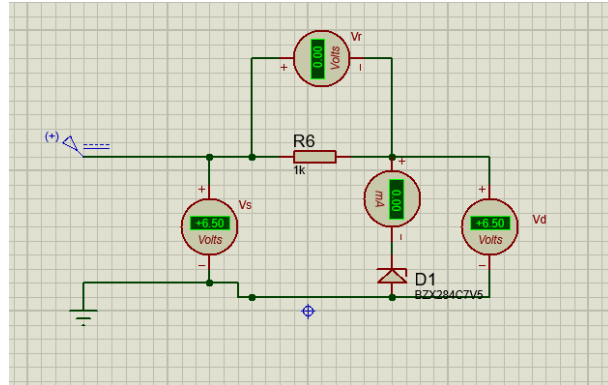 Vr
+
0.00
Volts
(+)
R6
1k
+
Vs
+6.50
Volts
+
0.00
mA
+
+6.50
Volts
Vd
D1
BZX284C7V5